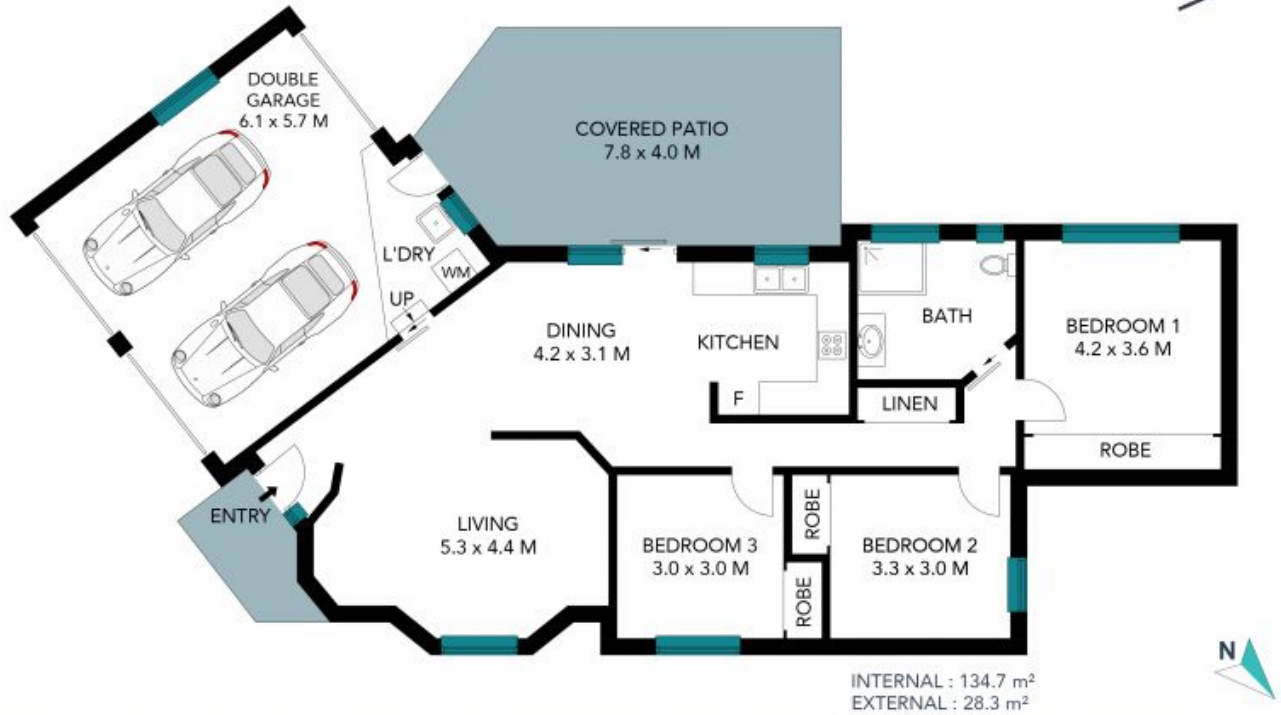 DOUBLE
GARAGE
6.1 x 5.7 M
COVERED PATIO
7.8 x 4.0 M
L'DRY
WM
UP
DINING
4.2 x 3.1 M
KITCHEN
F
BATH
LINEN
BEDROOM 1
4.2 x 3.6 M
ROBE
ENTRY
LIVING
5.3 x 4.4 M
BEDROOM 3
3.0 x 3.0 M
ROBE
ROBE
BEDROOM 2
3.3 x 3.0 M
N
INTERNAL : 134.7 m²
EXTERNAL : 28.3 m²